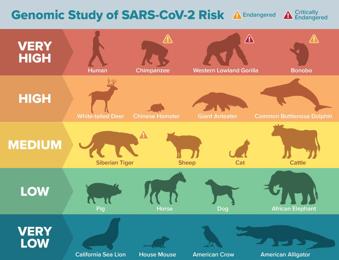 Genomic Study of SARS-CoV-2 Risk
Endangered
Critically
Endangered
VERY
HIGH
Human
Chimpanzee
Western Lowland Gorilla
Bonobo
HIGH
White-tailed Deer
Chinese Hamster
Giant Anteater
Common Bottlenose Dolphin
MEDIUM
Siberian Tiger
Sheep
Cat
Cattle
LOW
Pig
Horse
Dog
African Elephant
VERY
LOW
California Sea Lion
House Mouse
American Crow
American Alligator